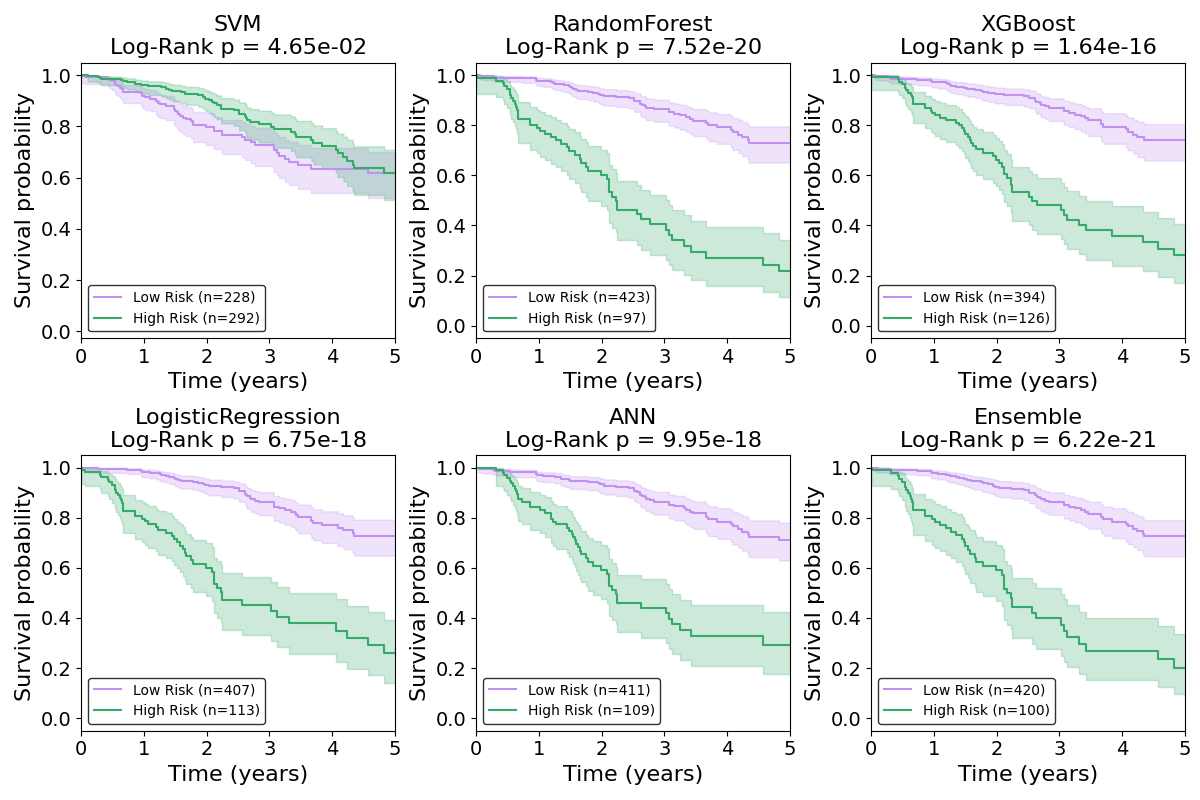 SVM
Log-Rank p = 4.65e-02
Survival probability
1.0
0.8
0.6
0.4
0.2
0.0
Low Risk (n=228)
High Risk (n=292)
0 1 2 3 4 5
Time (years)
RandomForest
Log-Rank p = 7.52e-20
Survival probability
1.0
0.8
0.6
0.4
0.2
0.0
Low Risk (n=423)
High Risk (n=97)
0 1 2 3 4 5
Time (years)
XGBoost
Log-Rank p = 1.64e-16
Survival probability
1.0
0.8
0.6
0.4
0.2
0.0
Low Risk (n=394)
High Risk (n=126)
0 1 2 3 4 5
Time (years)
LogisticRegression
Log-Rank p = 6.75e-18
Survival probability
1.0
0.8
0.6
0.4
0.2
0.0
Low Risk (n=407)
High Risk (n=113)
0 1 2 3 4 5
Time (years)
ANN
Log-Rank p = 9.95e-18
Survival probability
1.0
0.8
0.6
0.4
0.2
0.0
Low Risk (n=411)
High Risk (n=109)
0 1 2 3 4 5
Time (years)
Ensemble
Log-Rank p = 6.22e-21
Survival probability
1.0
0.8
0.6
0.4
0.2
0.0
Low Risk (n=420)
High Risk (n=100)
0 1 2 3 4 5
Time (years)